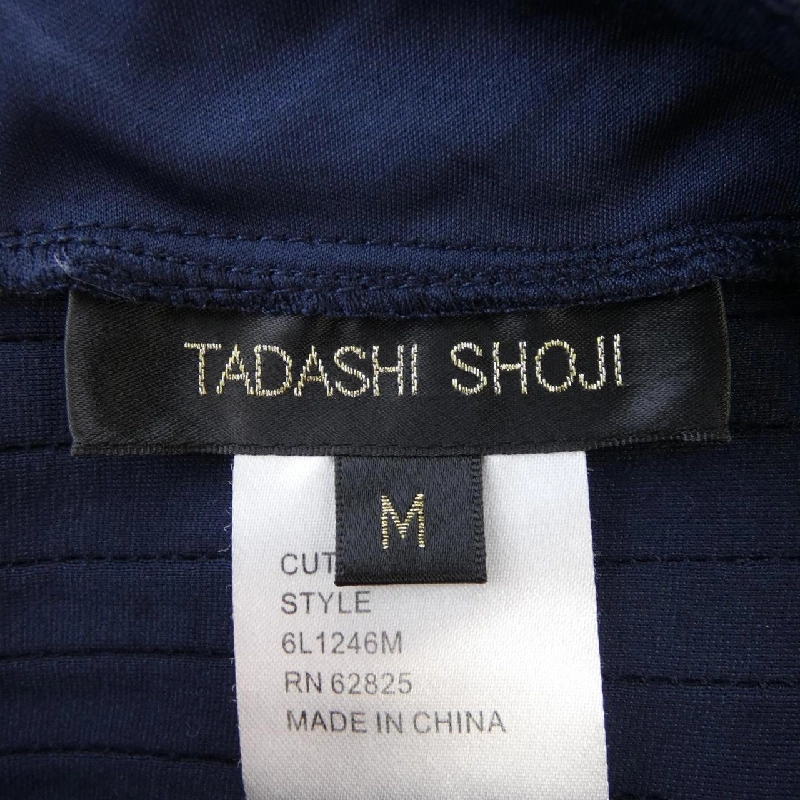 TADASHI SHOJI
M
CUT
STYLE
6L1246M
RN 62825
MADE IN CHINA